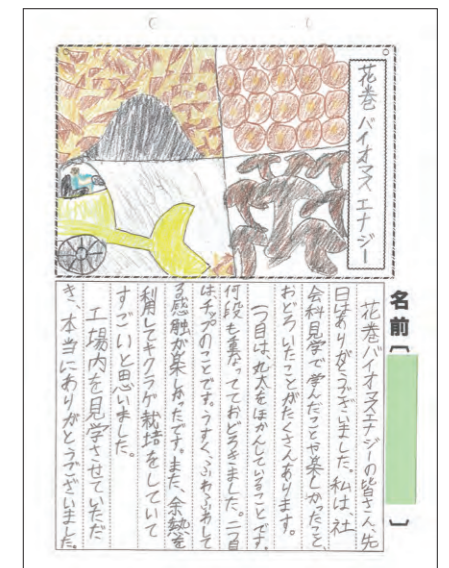 花巻バイオマスエナジー
名前〔　〕
花巻バイオマスエナジーの皆さん、先
日はありがとうございました。私は、社
会科見学で学んだことや楽しかったこと、
おどろいたことがたくさんあります。
一つ目は、丸太をほかんしていることです。
何段も重なっておどろきました。二つ目
は、チップのことです。うすく、ふわふわして
る感触が楽しかったです。また、余熱を
利用してキクラゲ栽培をしていて
すごいと思いました。
工場内を見学させていただ
き、本当にありがとうございました。